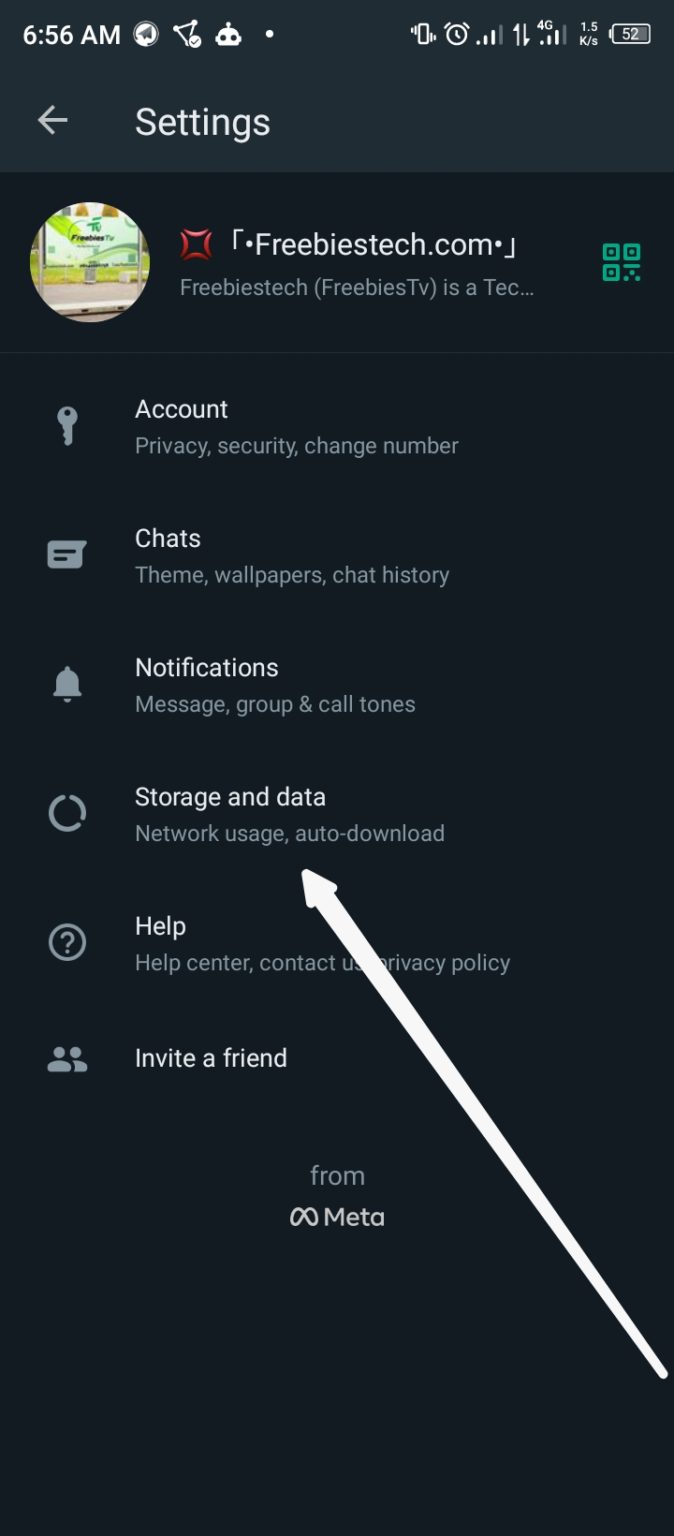 6:56 AM
4G
1.5
K/s
52
Settings
FreebiesTv
「•Freebiestech.com•」
Freebiestech (FreebiesTv) is a Tec...
Account
Privacy, security, change number
Chats
Theme, wallpapers, chat history
Notifications
Message, group & call tones
Storage and data
Network usage, auto-download
Help
Help center, contact us, privacy policy
Invite a friend
from
Meta